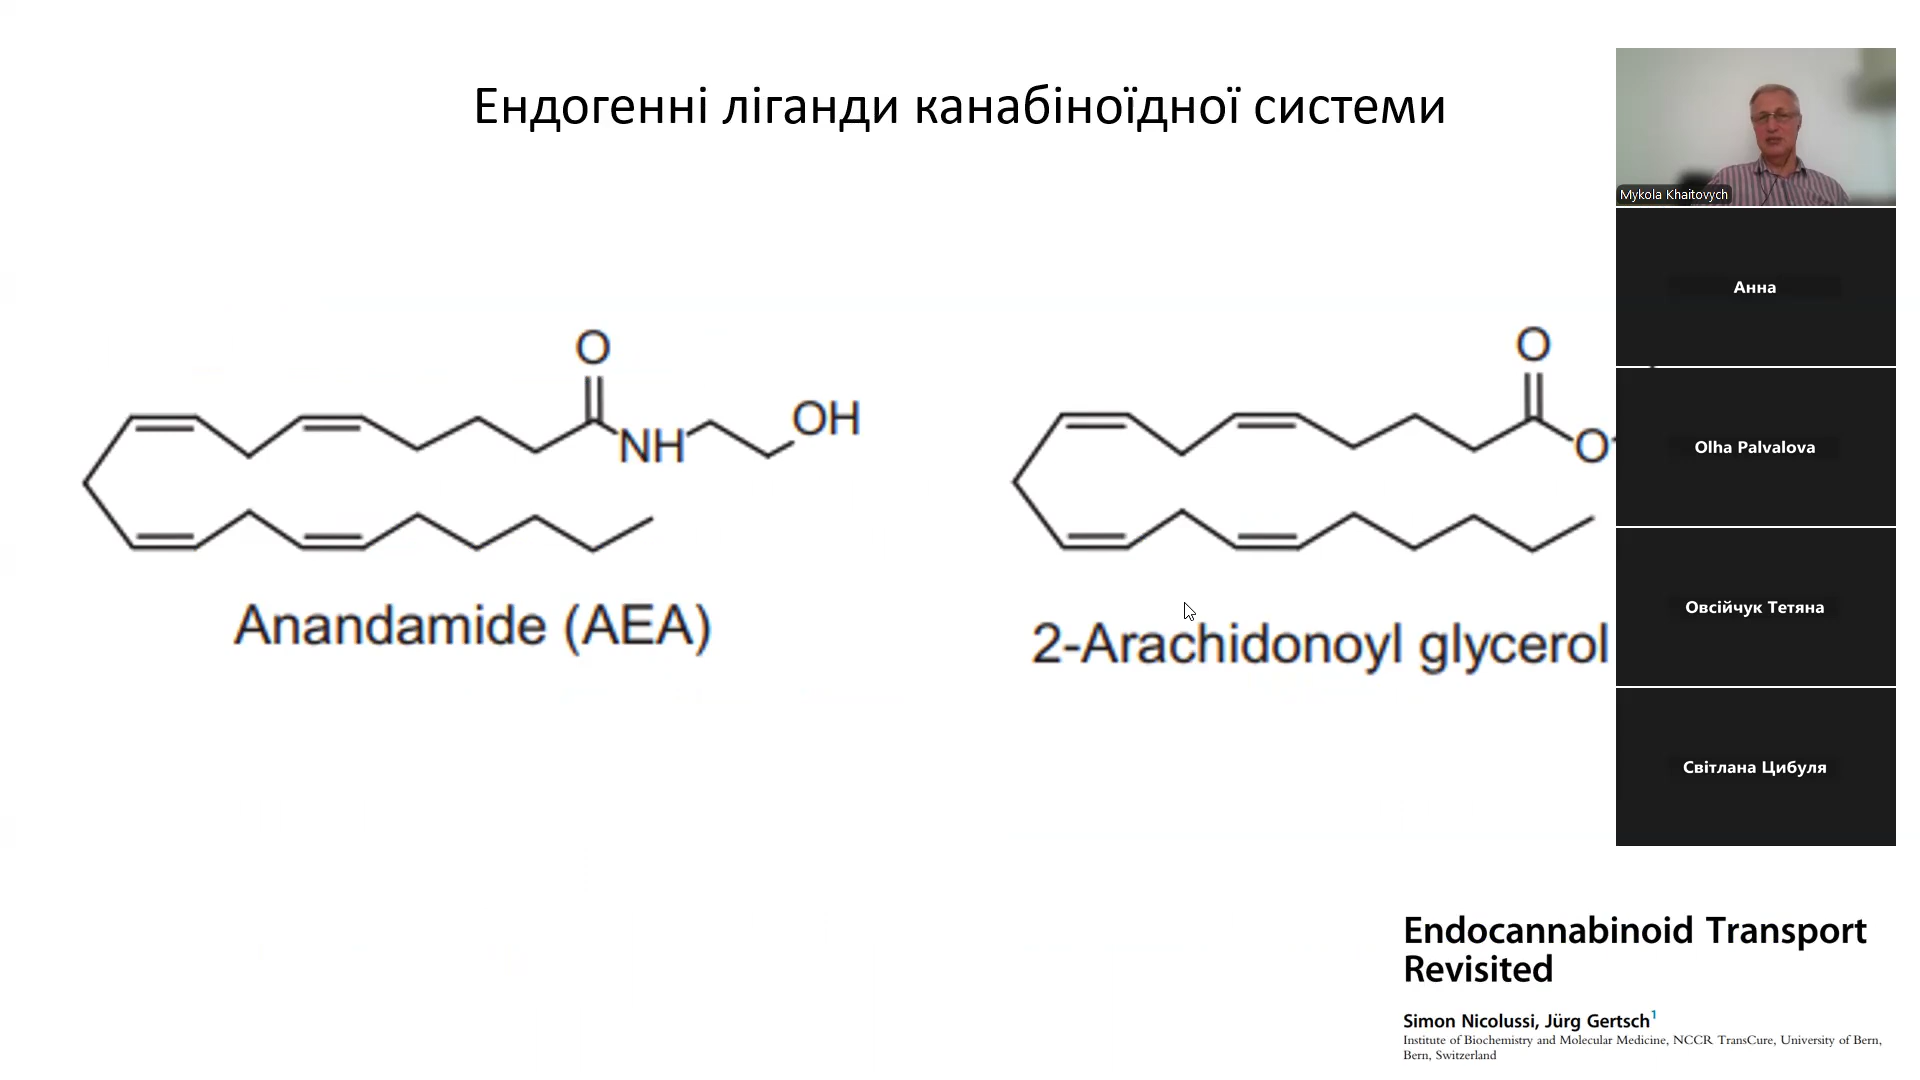 Ендогенні ліганди канабіноїдної системи
O
NH
OH
Anandamide (AEA)
O
O
2-Arachidonoyl glycerol
Mykola Khaitovych
Анна
Olha Palvalova
Овсійчук Тетяна
Світлана Цибуля
Endocannabinoid Transport
Revisited
Simon Nicolussi, Jürg Gertsch1
Institute of Biochemistry and Molecular Medicine, NCCR TransCure, University of Bern,
Bern, Switzerland